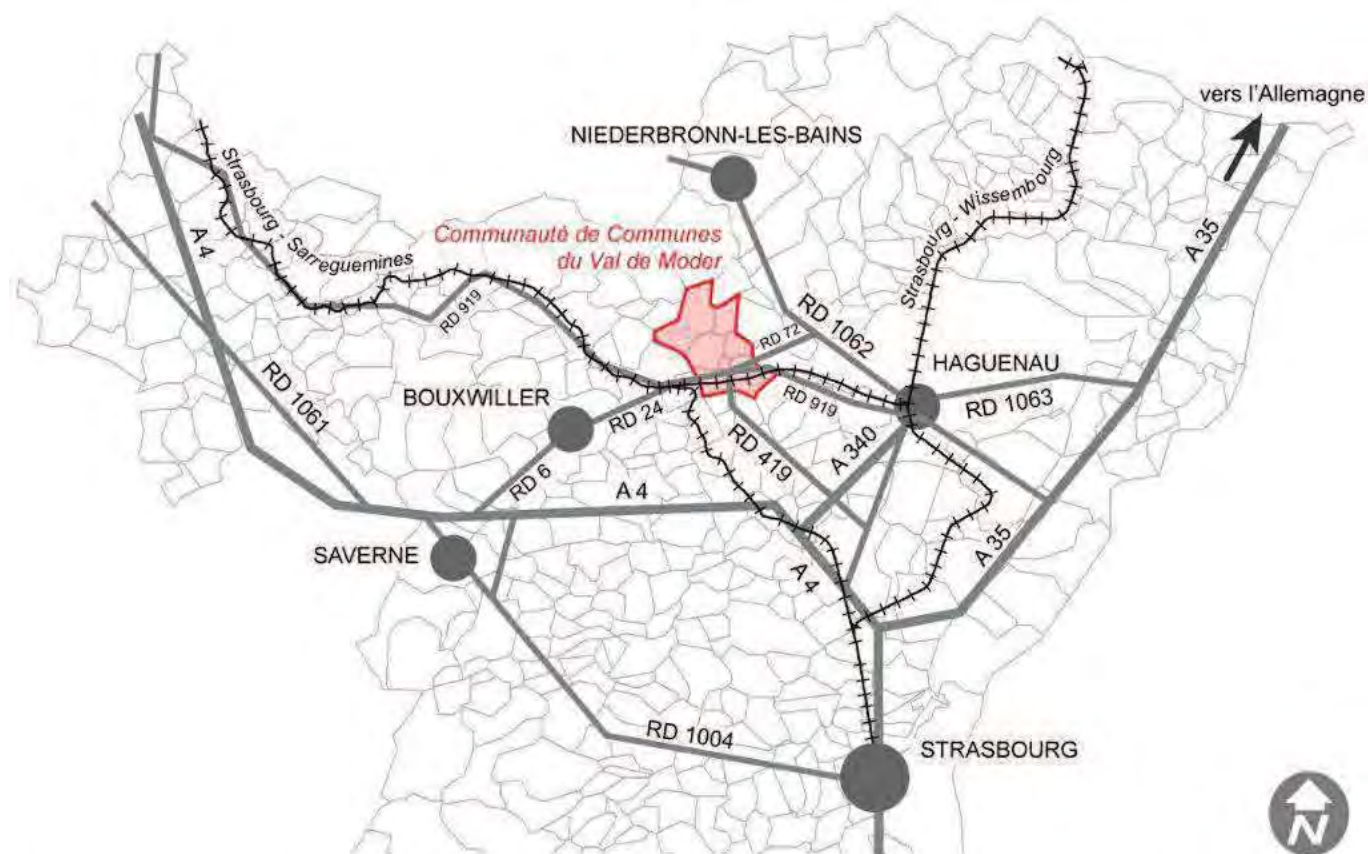 vers l'Allemagne
NIEDERBRONN-LES-BAINS
Strasbourg - Sarreguemines
Strasbourg - Wissembourg
A 4
A 35
Communauté de Communes
du Val de Moder
RD 919
RD 72
RD 1062
HAGUENAU
RD 1061
BOUXWILLER
RD 24
RD 919
RD 1063
RD 419
A 340
RD 6
A 4
SAVERNE
A 4
A 35
RD 1004
STRASBOURG
N